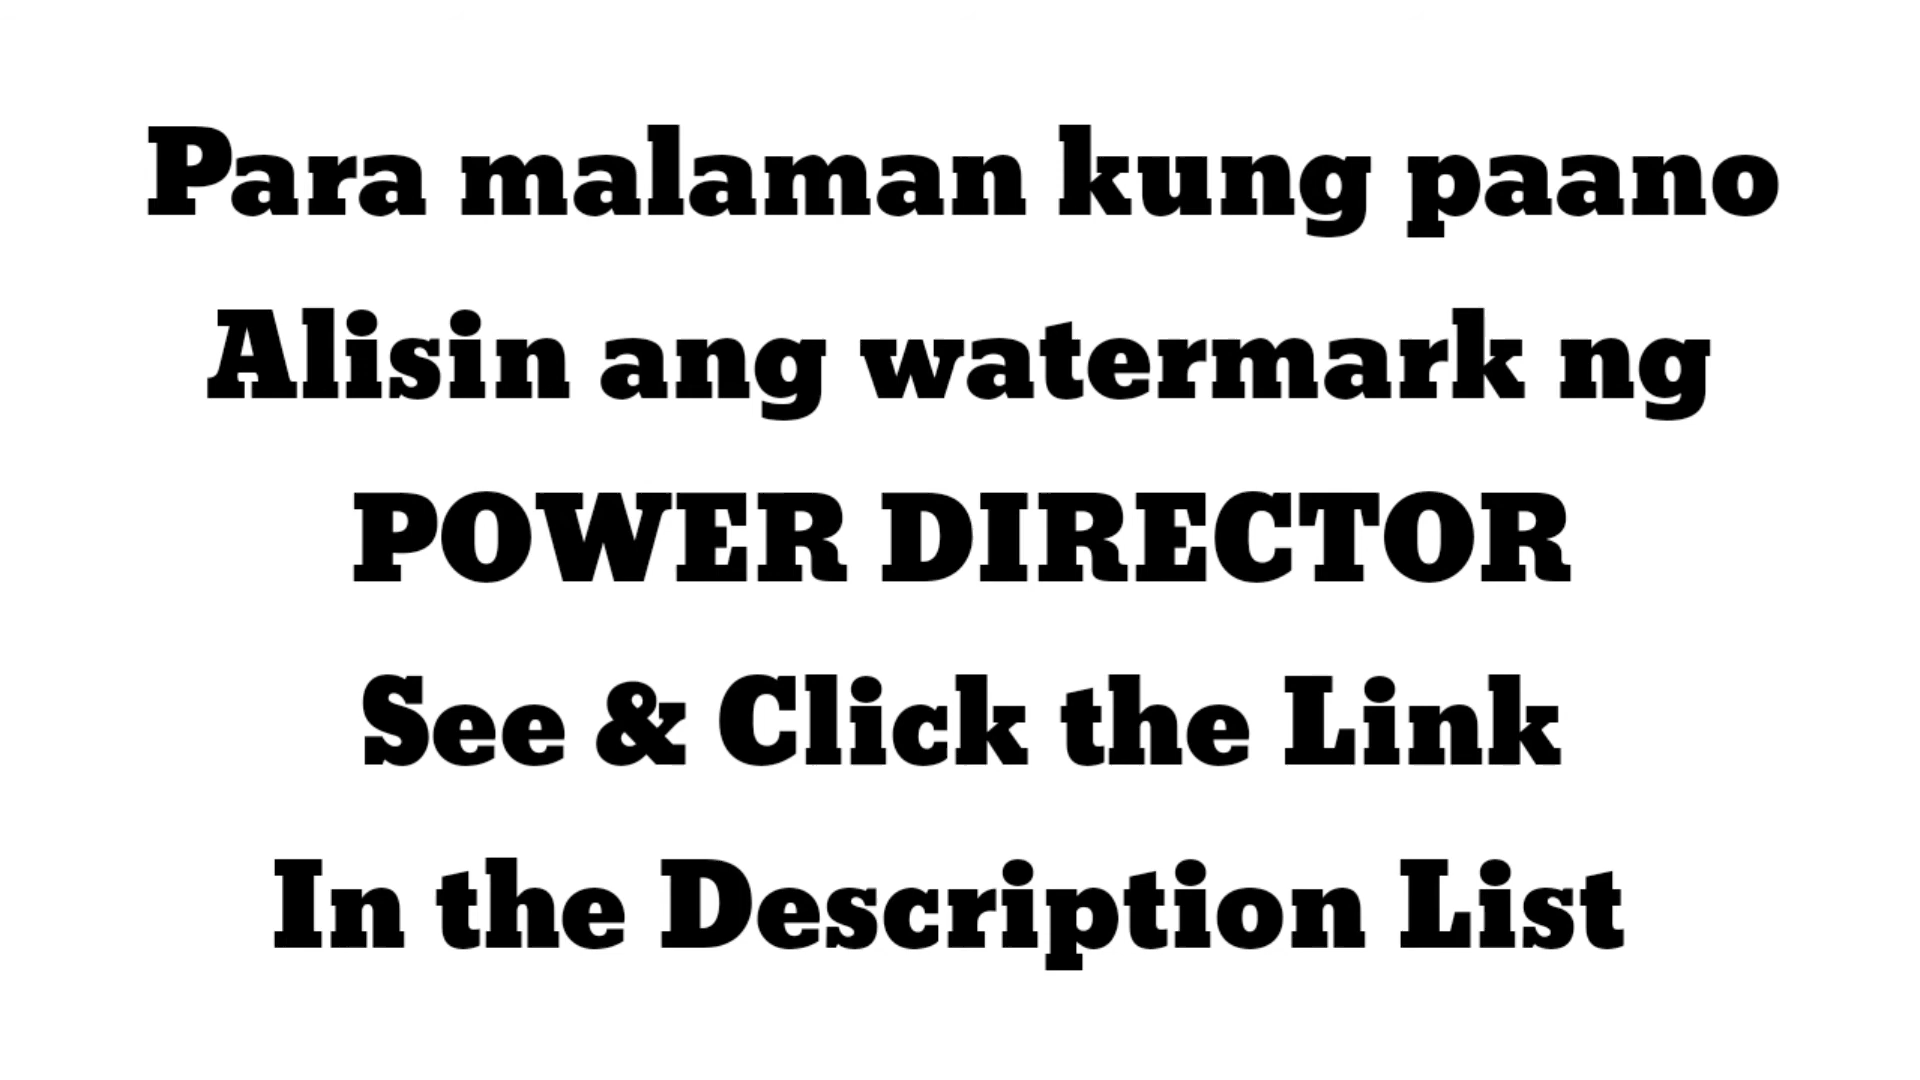 Para malaman kung paano
Alisin ang watermark ng
POWER DIRECTOR
See & Click the Link
In the Description List